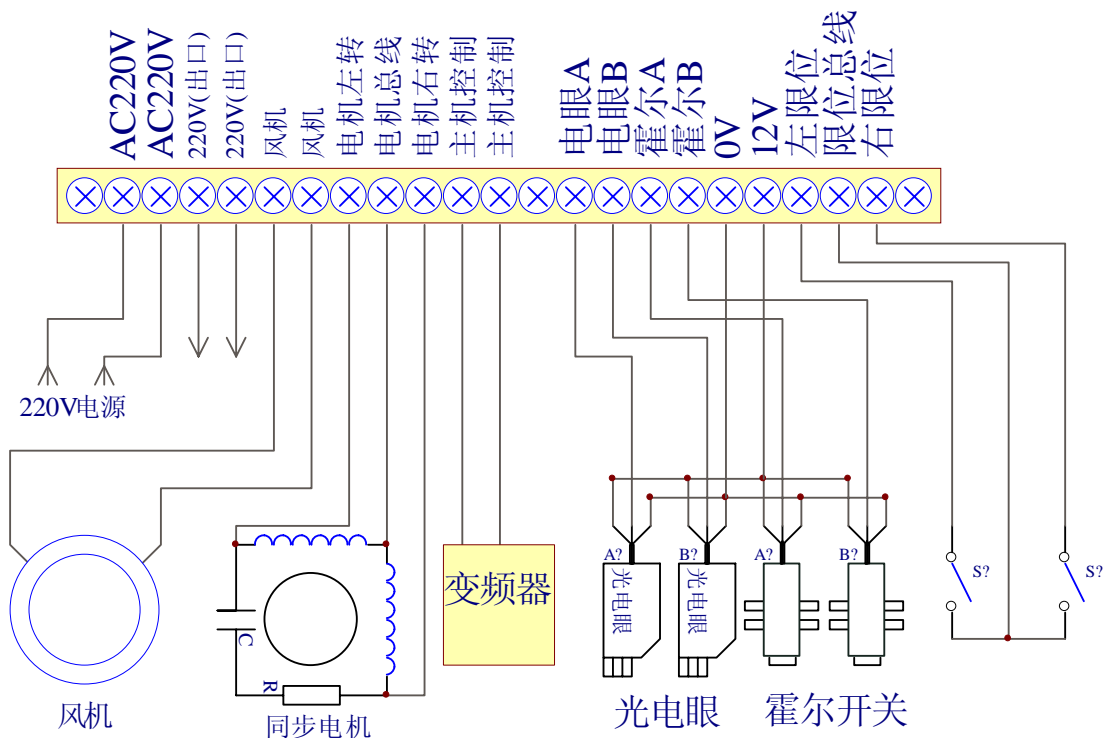 AC220V
AC220V
220V(出口)
220V(出口)
风机
风机
电机左转
电机总线
电机右转
主机控制
主机控制
电眼A
电眼B
霍尔A
霍尔B
0V
12V
左限位
限位总线
右限位
220V电源
风机
C
R
同步电机
变频器
A?
光电眼
B?
光电眼
A?
B?
光电眼
霍尔开关
S?
S?